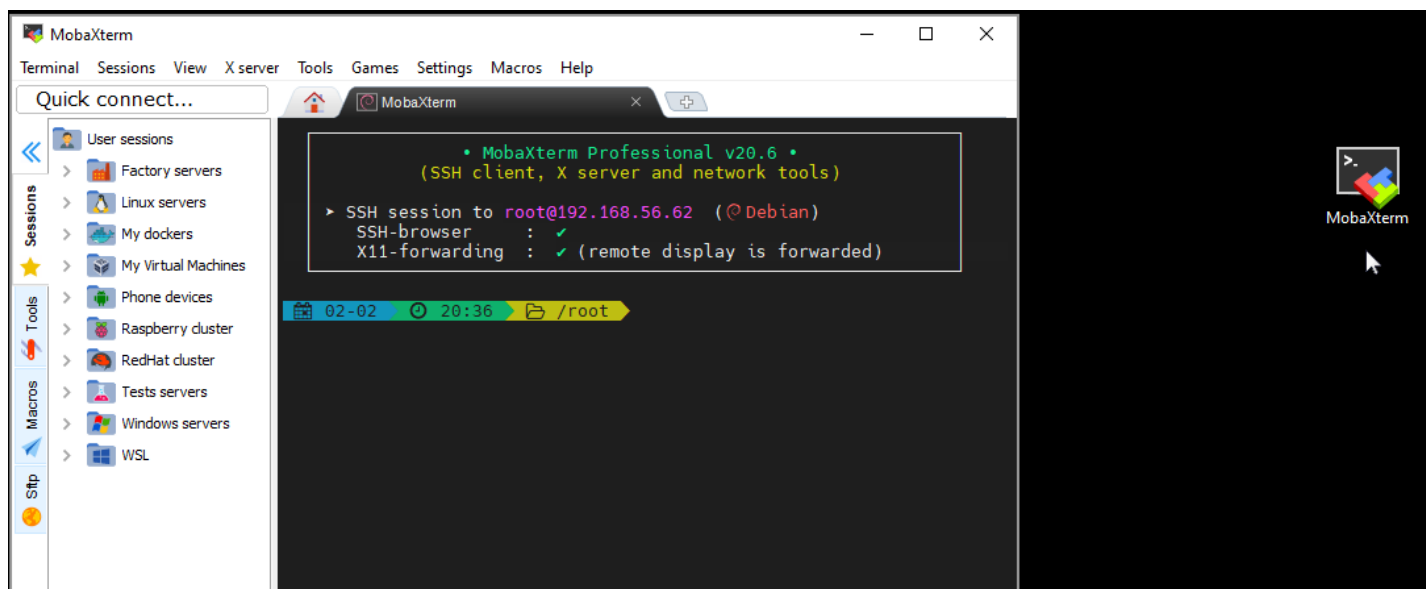 MobaXterm
Terminal Sessions View X server Tools Games Settings Macros Help
Quick connect...
MobaXterm
User sessions
Factory servers
Linux servers
My dockers
My Virtual Machines
Phone devices
Raspberry cluster
RedHat cluster
Tests servers
Windows servers
WSL
Sessions
Tools
Macros
Sftp
• MobaXterm Professional v20.6 •
(SSH client, X server and network tools)
➤ SSH session to root@192.168.56.62 (Debian)
SSH-browser : ✔
X11-forwarding : ✔ (remote display is forwarded)
02-02 20:36 /root
MobaXterm